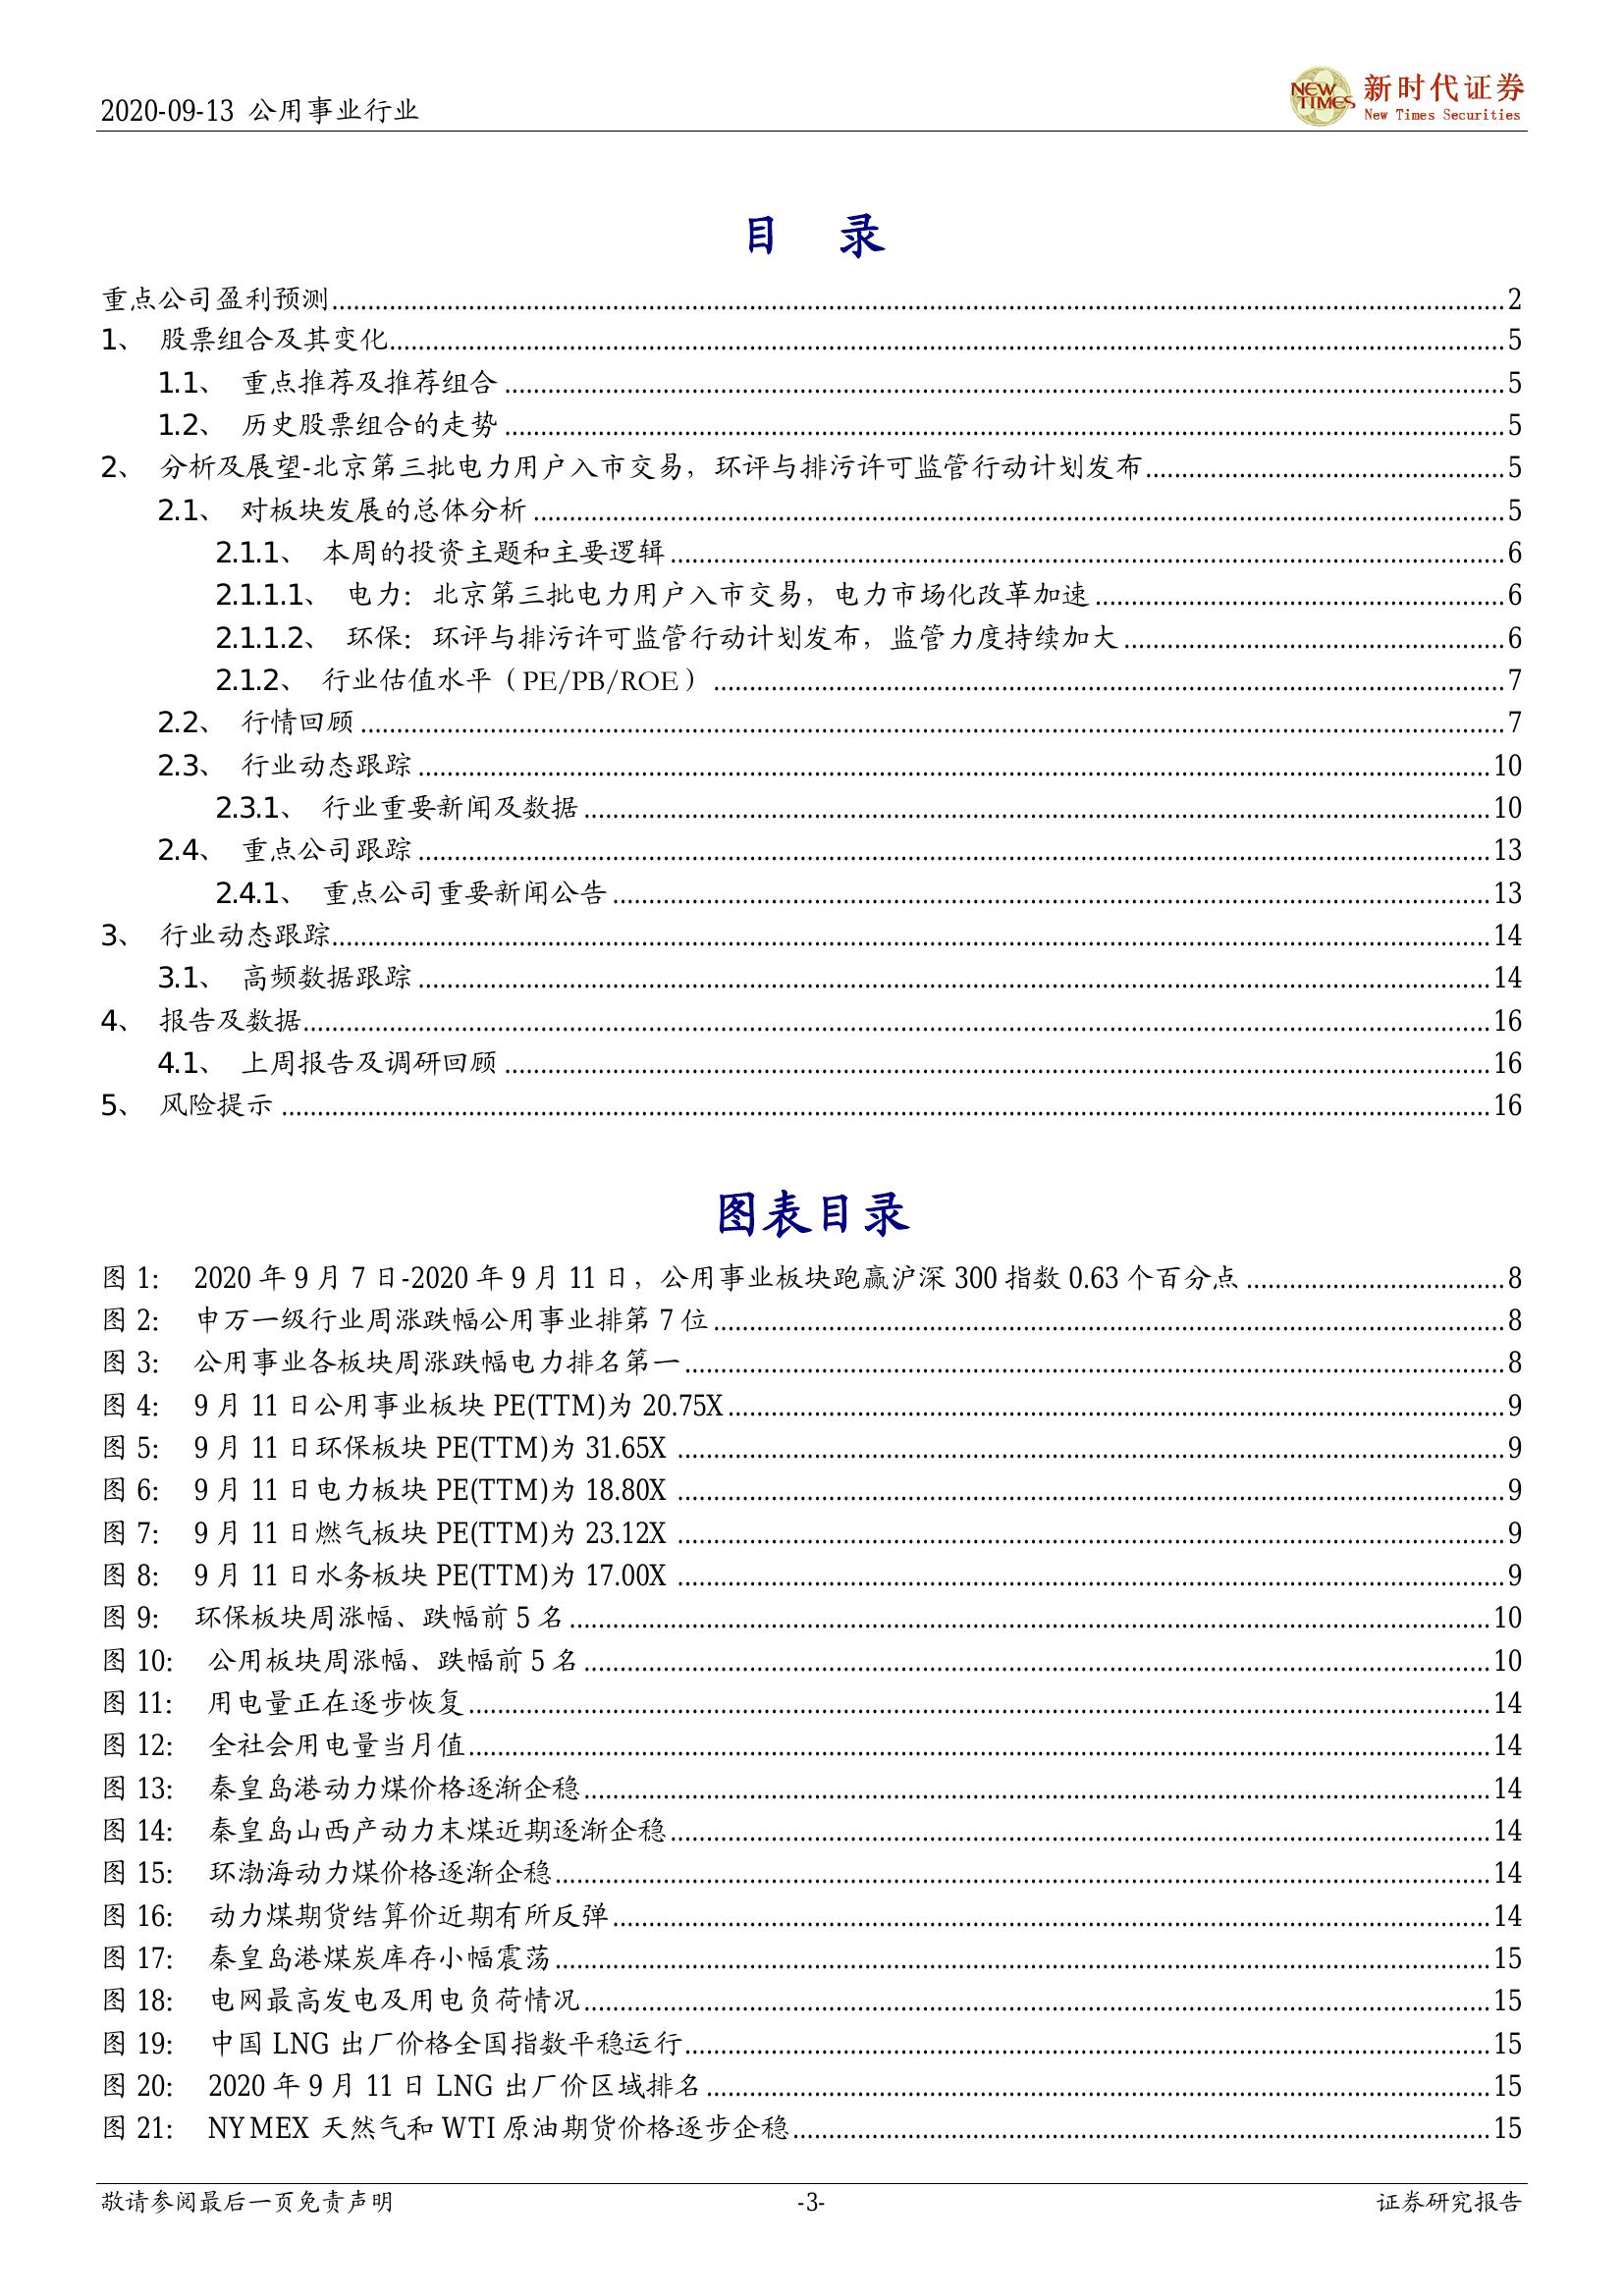 2020-09-13 公用事业行业
NEW TIMES 新时代证券
New Times Securities
目 录
重点公司盈利预测 2
1、 股票组合及其变化 5
1.1、 重点推荐及推荐组合 5
1.2、 历史股票组合的走势 5
2、 分析及展望-北京第三批电力用户入市交易，环评与排污许可监管行动计划发布 5
2.1、 对板块发展的总体分析 5
2.1.1、 本周的投资主题和主要逻辑 6
2.1.1.1、 电力：北京第三批电力用户入市交易，电力市场化改革加速 6
2.1.1.2、 环保：环评与排污许可监管行动计划发布，监管力度持续加大 6
2.1.2、 行业估值水平（PE/PB/ROE） 7
2.2、 行情回顾 7
2.3、 行业动态跟踪 10
2.3.1、 行业重要新闻及数据 10
2.4、 重点公司跟踪 13
2.4.1、 重点公司重要新闻公告 13
3、 行业动态跟踪 14
3.1、 高频数据跟踪 14
4、 报告及数据 16
4.1、 上周报告及调研回顾 16
5、 风险提示 16
图表目录
图 1: 2020 年 9 月 7 日-2020 年 9 月 11 日，公用事业板块跑赢沪深 300 指数 0.63 个百分点 8
图 2: 申万一级行业周涨跌幅公用事业排第 7 位 8
图 3: 公用事业各板块周涨跌幅电力排名第一 8
图 4: 9 月 11 日公用事业板块 PE(TTM)为 20.75X 9
图 5: 9 月 11 日环保板块 PE(TTM)为 31.65X 9
图 6: 9 月 11 日电力板块 PE(TTM)为 18.80X 9
图 7: 9 月 11 日燃气板块 PE(TTM)为 23.12X 9
图 8: 9 月 11 日水务板块 PE(TTM)为 17.00X 9
图 9: 环保板块周涨幅、跌幅前 5 名 10
图 10: 公用板块周涨幅、跌幅前 5 名 10
图 11: 用电量正在逐步恢复 14
图 12: 全社会用电量当月值 14
图 13: 秦皇岛港动力煤价格逐渐企稳 14
图 14: 秦皇岛山西产动力末煤近期逐渐企稳 14
图 15: 环渤海动力煤价格逐渐企稳 14
图 16: 动力煤期货结算价近期有所反弹 14
图 17: 秦皇岛港煤炭库存小幅震荡 15
图 18: 电网最高发电及用电负荷情况 15
图 19: 中国 LNG 出厂价格全国指数平稳运行 15
图 20: 2020 年 9 月 11 日 LNG 出厂价区域排名 15
图 21: NYMEX 天然气和 WTI 原油期货价格逐步企稳 15
敬请参阅最后一页免责声明 -3- 证券研究报告